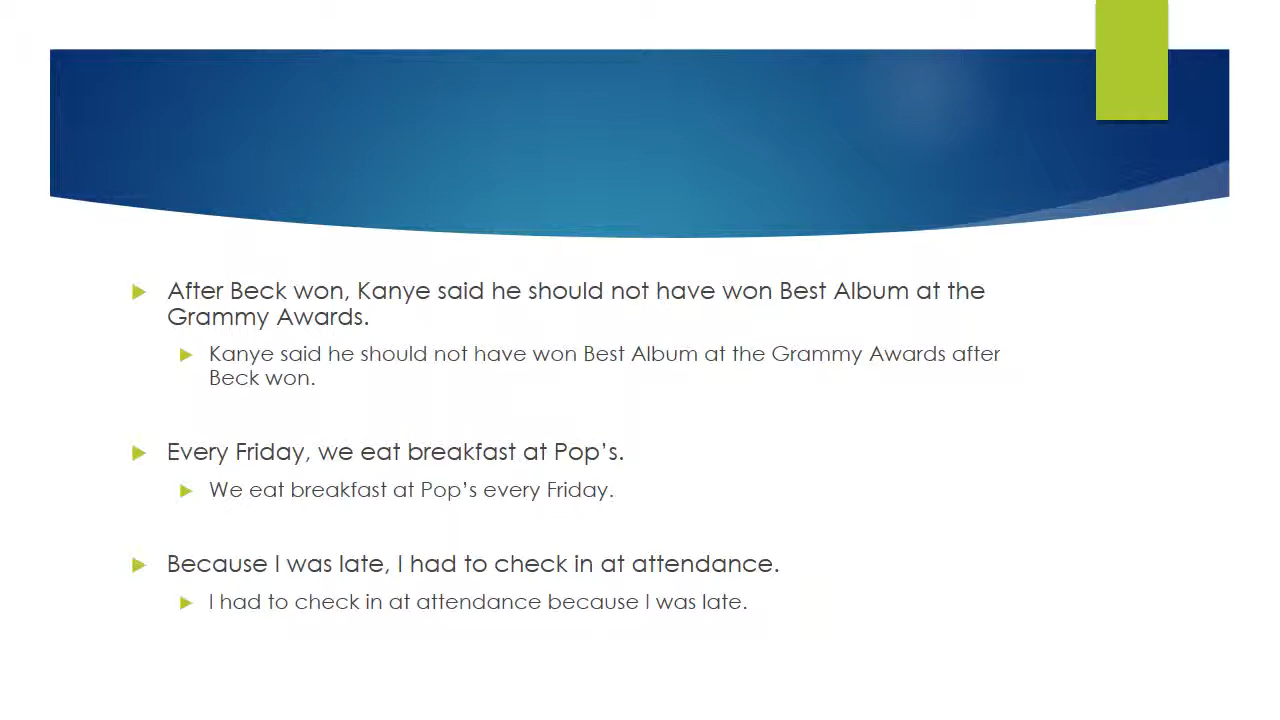 After Beck won, Kanye said he should not have won Best Album at the
Grammy Awards.
Kanye said he should not have won Best Album at the Grammy Awards after
Beck won.
Every Friday, we eat breakfast at Pop’s.
We eat breakfast at Pop’s every Friday.
Because I was late, I had to check in at attendance.
I had to check in at attendance because I was late.